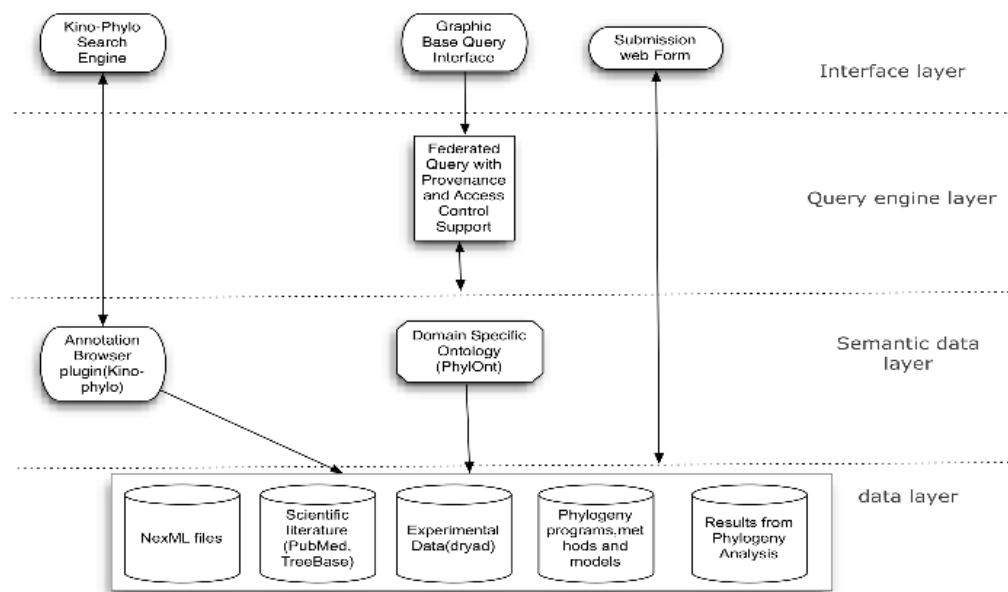 Kino-Phylo
Search
Engine
Graphic
Base Query
Interface
Submission
web Form
Interface layer
Federated
Query with
Provenance
and Access
Control
Support
Query engine layer
Annotation
Browser
plugin(Kino-
phylo)
Domain Specific
Ontology
(PhylOnt)
Semantic data
layer
data layer
NexML files
Scientific
literature
(PubMed,
TreeBase)
Experimental
Data(dryad)
Phylogeny
programs,met
hods and
models
Results from
Phylogeny
Analysis